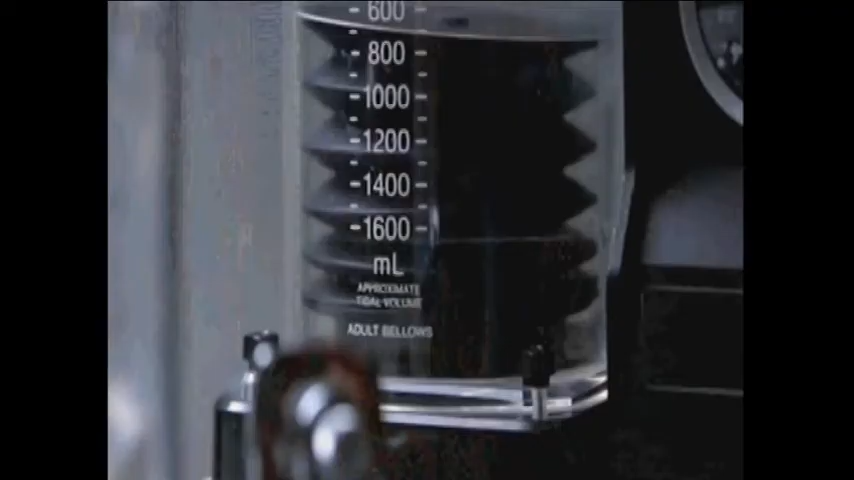 600
800
1000
1200
1400
1600
mL
APPROXIMATE
TIDAL VOLUME
ADULT BELLOWS